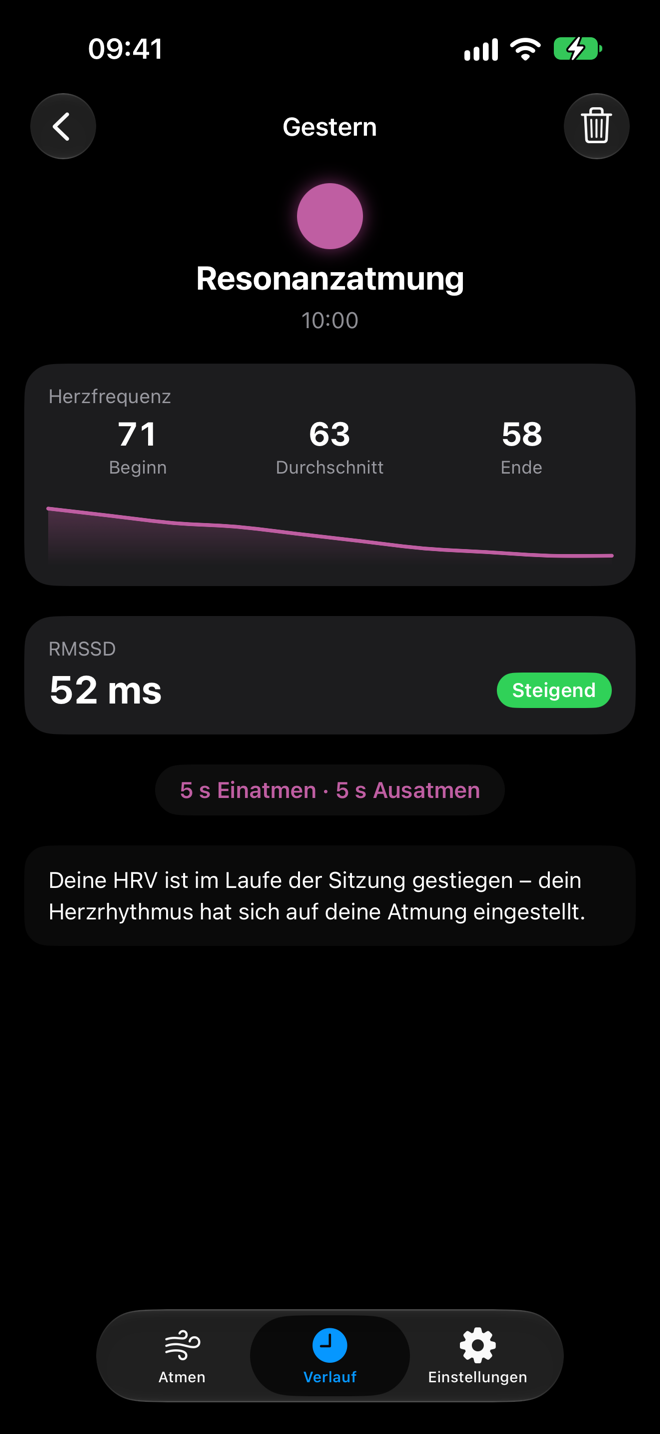 09:41
Gestern
Resonanzatmung
10:00
Herzfrequenz
71 63 58
Beginn Durchschnitt Ende
RMSSD
52 ms Steigend
5 s Einatmen · 5 s Ausatmen
Deine HRV ist im Laufe der Sitzung gestiegen – dein
Herzrhythmus hat sich auf deine Atmung eingestellt.
Atmen Verlauf Einstellungen